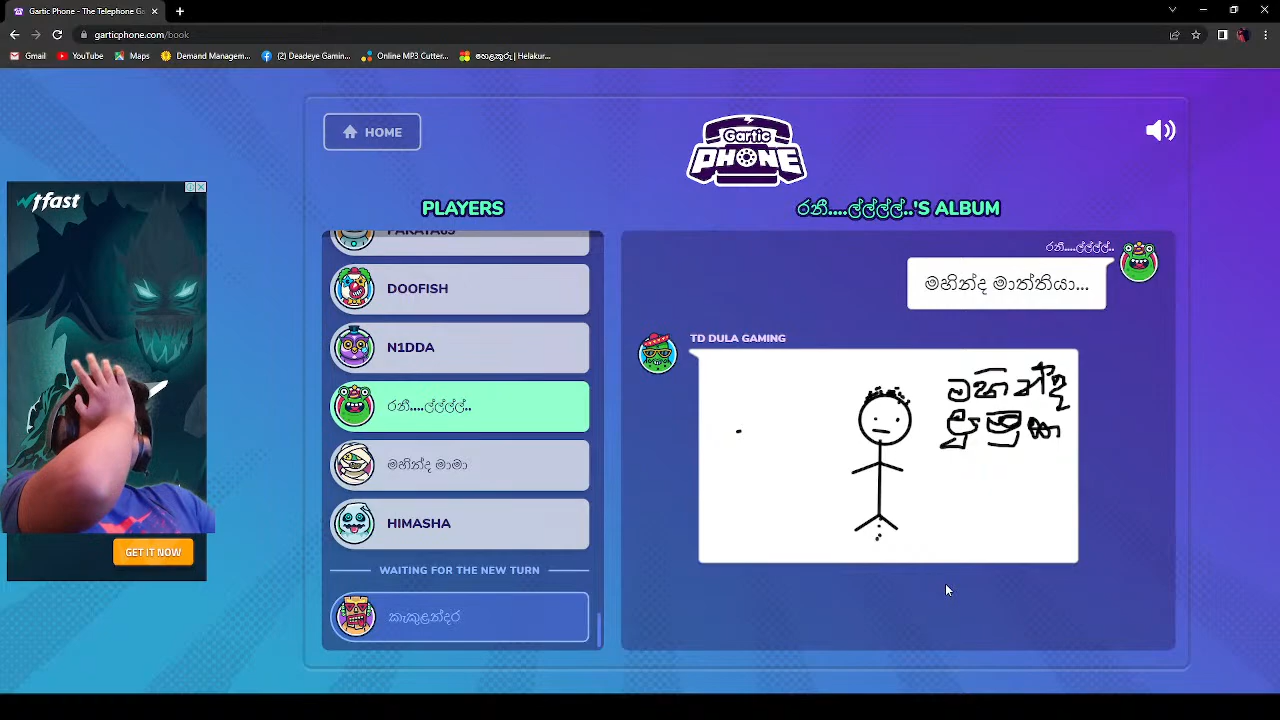 Gartic Phone - The Telephone Ga
garticphone.com/book
Gmail
YouTube
Maps
Demand Managem...
(2) Deadeye Gamin...
Online MP3 Cutter...
HOME
Gartic
PHONE
wtfast
PLAYERS
රනී....ල්ල්ල්ල්..'S ALBUM
DOOFISH
N1DDA
රනී....ල්ල්ල්ල්..
මහින්ද මාමා
HIMASHA
WAITING FOR THE NEW TURN
කැකුළන්දර
රනී....ල්ල්ල්ල්..
මහින්ද මාත්තියා...
TD DULA GAMING
මහින්ද
GET IT NOW